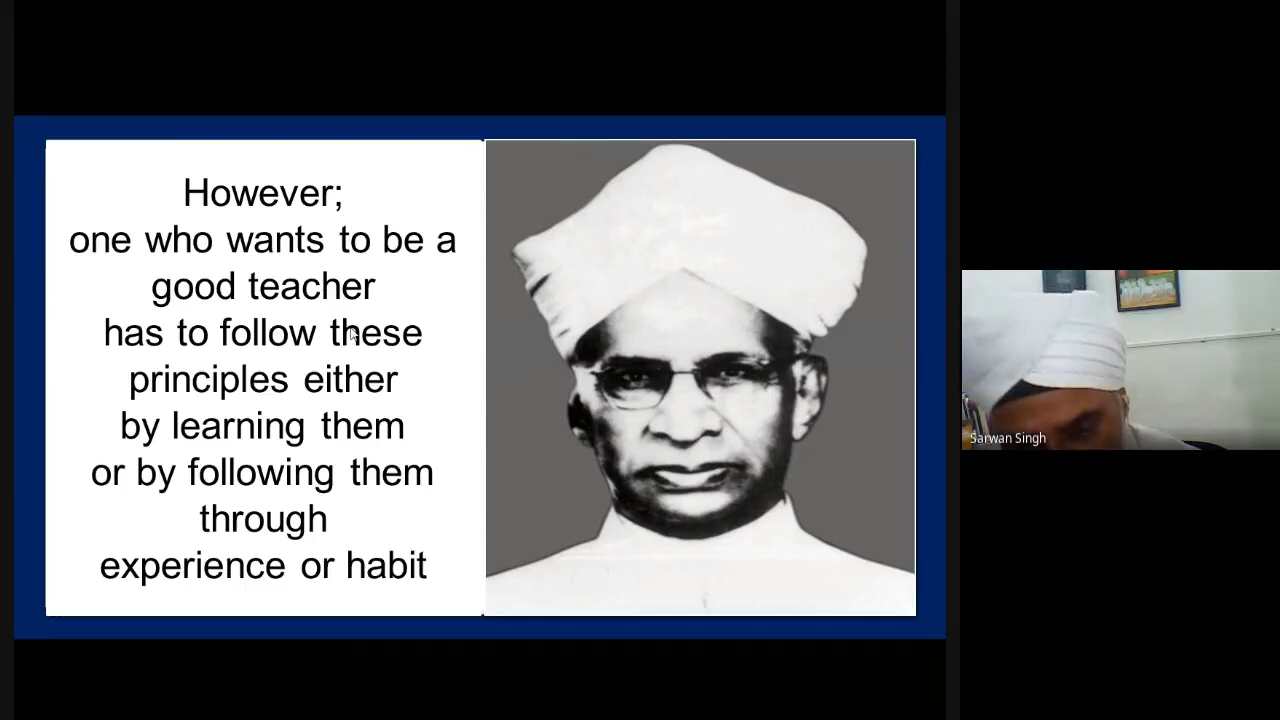 However;
one who wants to be a
good teacher
has to follow these
principles either
by learning them
or by following them
through
experience or habit
Sarwan Singh